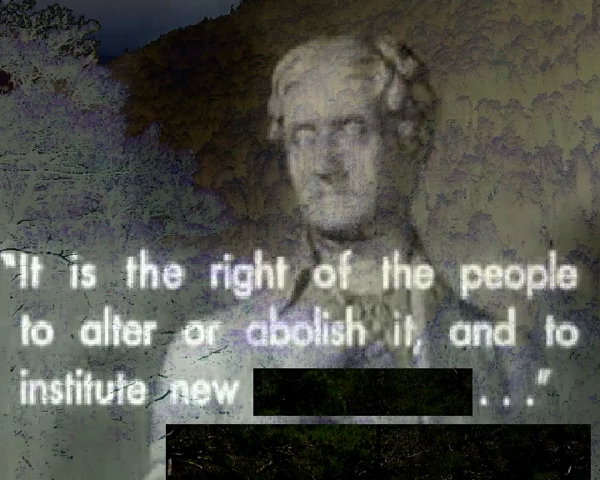 "It is the right of the people
to alter or abolish it, and to
institute new . . ."